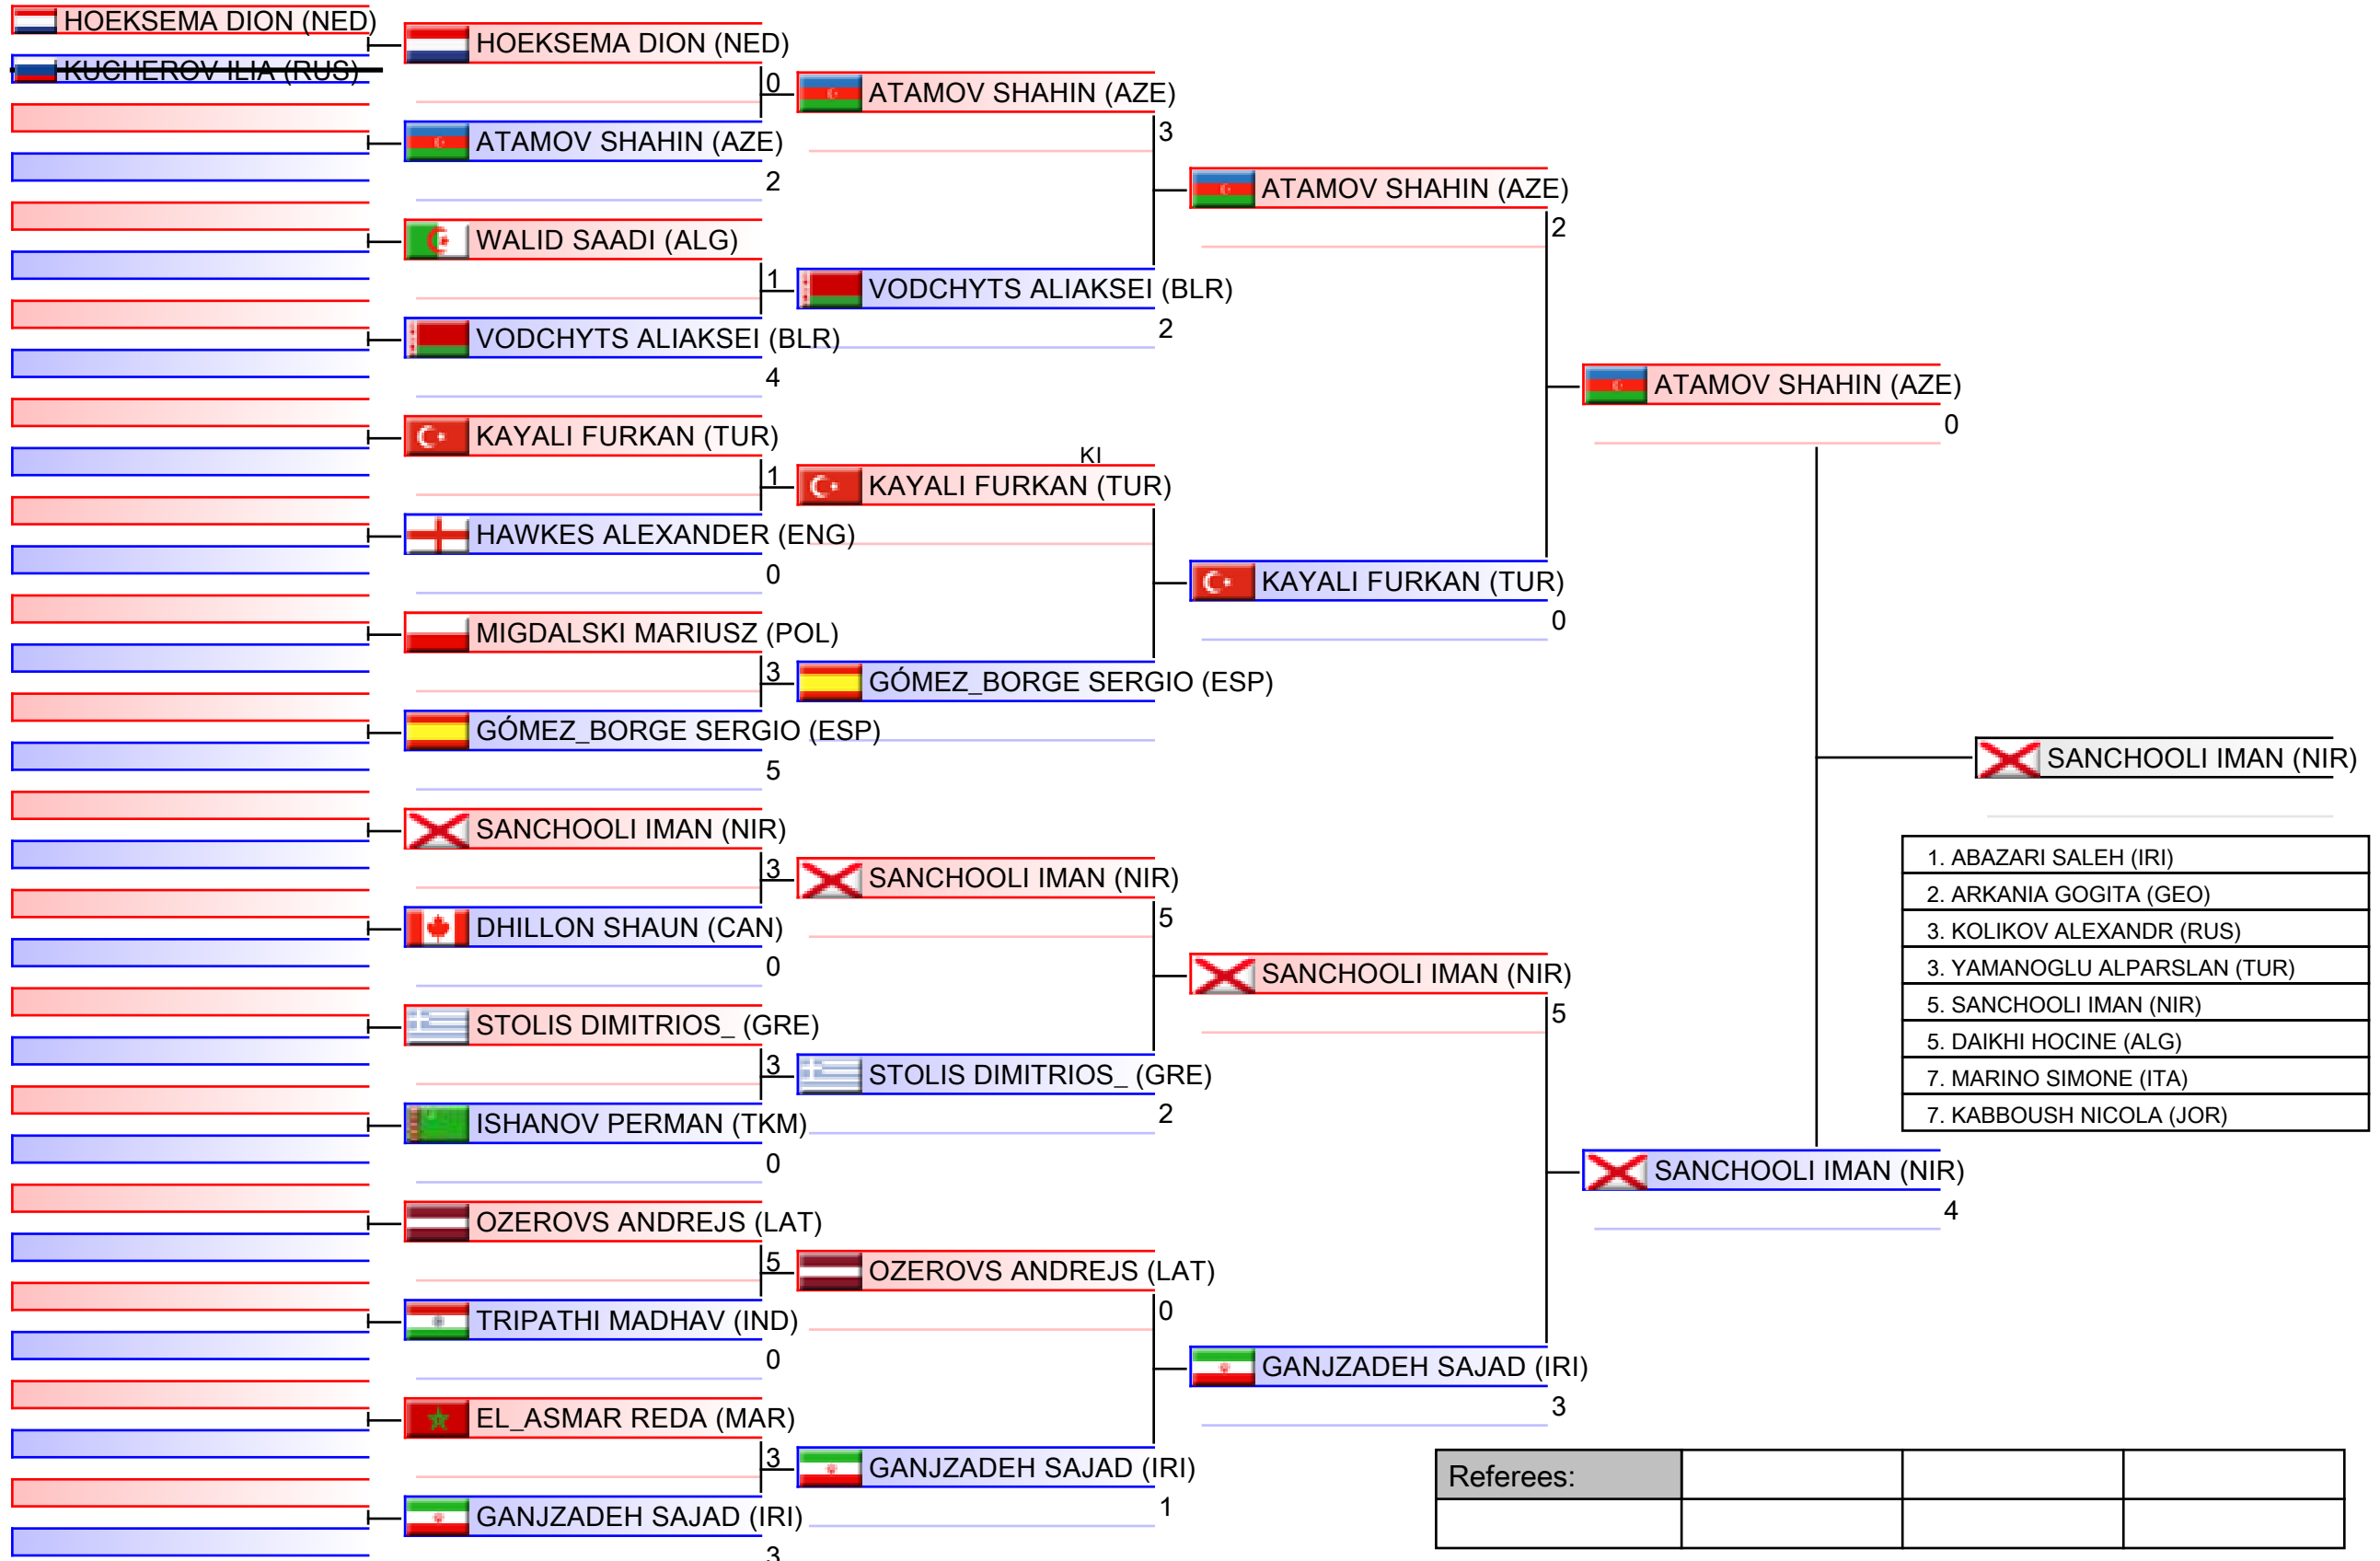 HOEKSEMA DION (NED)
KUCHEROV ILIA (RUS)
HOEKSEMA DION (NED)
0
ATAMOV SHAHIN (AZE)
2
WALID SAADI (ALG)
1
VODCHYTS ALIAKSEI (BLR)
4
KAYALI FURKAN (TUR)
1
HAWKES ALEXANDER (ENG)
0
MIGDALSKI MARIUSZ (POL)
3
GÓMEZ_BORGE SERGIO (ESP)
5
SANCHOOLI IMAN (NIR)
3
DHILLON SHAUN (CAN)
0
STOLIS DIMITRIOS_ (GRE)
3
ISHANOV PERMAN (TKM)
0
OZEROVS ANDREJS (LAT)
5
TRIPATHI MADHAV (IND)
0
EL_ASMAR REDA (MAR)
3
GANJZADEH SAJAD (IRI)
3
ATAMOV SHAHIN (AZE)
3
VODCHYTS ALIAKSEI (BLR)
2
KI
KAYALI FURKAN (TUR)
GÓMEZ_BORGE SERGIO (ESP)
SANCHOOLI IMAN (NIR)
5
STOLIS DIMITRIOS_ (GRE)
2
OZEROVS ANDREJS (LAT)
0
GANJZADEH SAJAD (IRI)
1
ATAMOV SHAHIN (AZE)
2
KAYALI FURKAN (TUR)
0
SANCHOOLI IMAN (NIR)
5
GANJZADEH SAJAD (IRI)
3
ATAMOV SHAHIN (AZE)
0
SANCHOOLI IMAN (NIR)
4
SANCHOOLI IMAN (NIR)
1. ABAZARI SALEH (IRI)
2. ARKANIA GOGITA (GEO)
3. KOLIKOV ALEXANDR (RUS)
3. YAMANOGLU ALPARSLAN (TUR)
5. SANCHOOLI IMAN (NIR)
5. DAIKHI HOCINE (ALG)
7. MARINO SIMONE (ITA)
7. KABBOUSH NICOLA (JOR)
Referees: